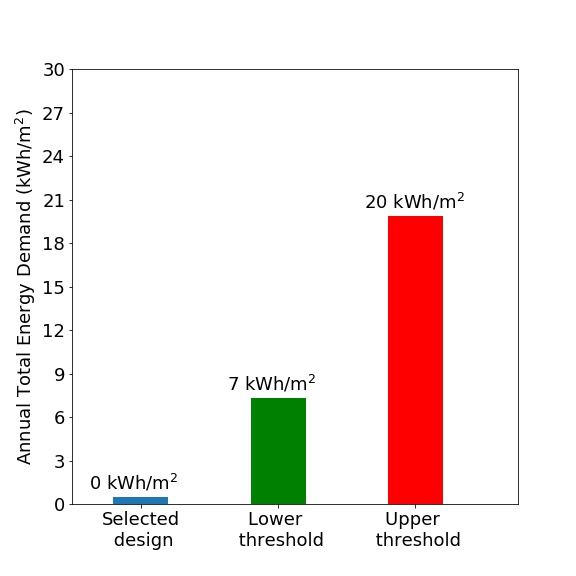 Annual Total Energy Demand (kWh/m²)
30
27
24
21
18
15
12
9
6
3
0
0 kWh/m²
7 kWh/m²
20 kWh/m²
Selected
design
Lower
threshold
Upper
threshold